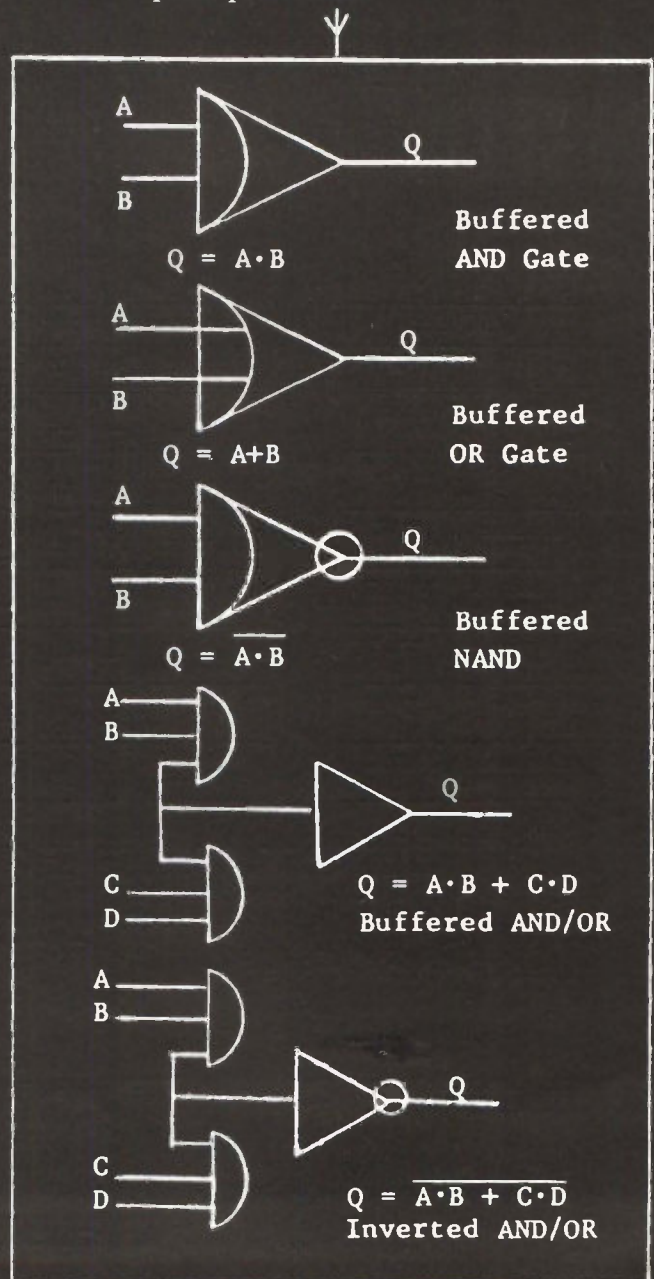 A
Q
B
Buffered
Q = A·B
AND Gate
A
Q
B
Buffered
Q = A+B
OR Gate
A
Q
B
Buffered
Q = A̅·̅B̅
NAND
A
B
Q
C
Q = A·B + C·D
D
Buffered AND/OR
A
B
Q
C
Q = A̅·̅B̅ ̅+̅ ̅C̅·̅D̅
D
Inverted AND/OR